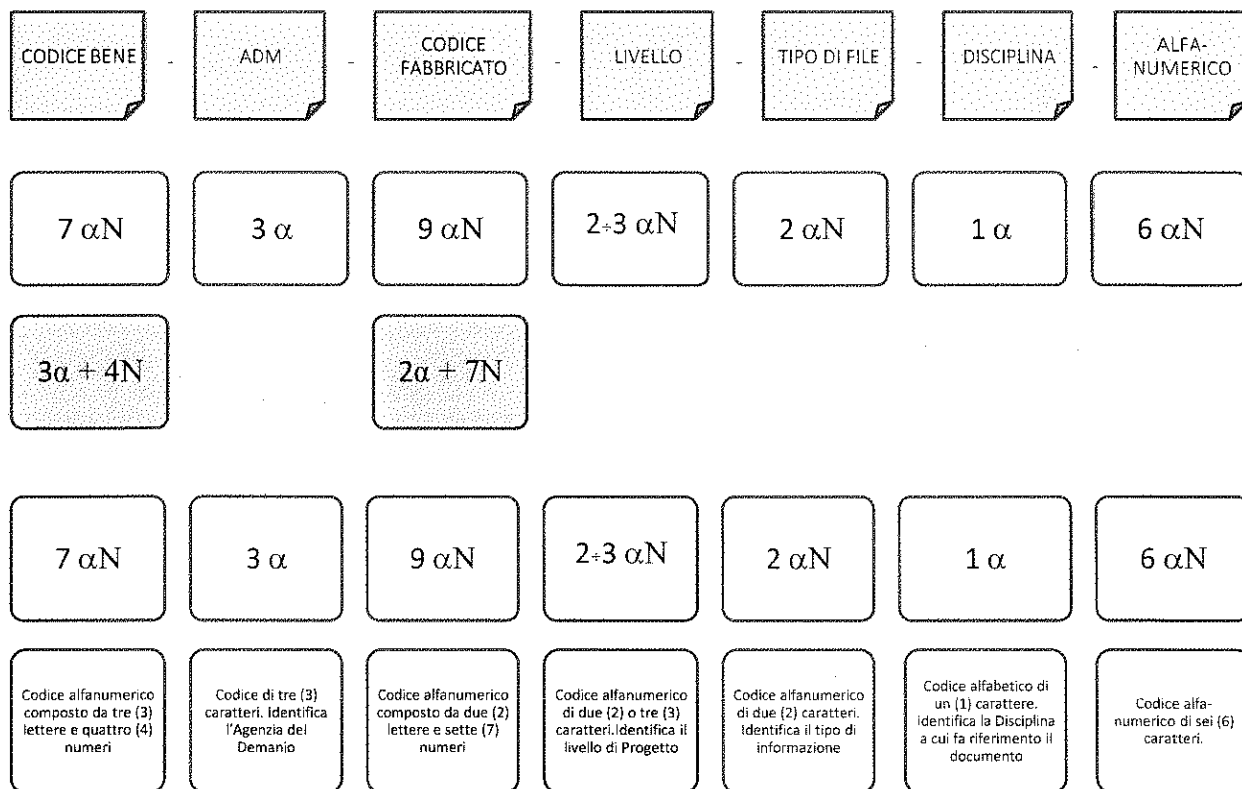 CODICE BENE - ADM - CODICE FABBRICATO - LIVELLO - TIPO DI FILE - DISCIPLINA - ALFA-NUMERICO
7 αN
3 α
9 αN
2÷3 αN
2 αN
1 α
6 αN
3α + 4N
2α + 7N
7 αN
3 α
9 αN
2÷3 αN
2 αN
1 α
6 αN
Codice alfanumerico
composto da tre (3)
lettere e quattro (4)
numeri
Codice di tre (3)
caratteri. Identifica
l'Agenzia del
Demanio
Codice alfanumerico
composto da due (2)
lettere e sette (7)
numeri
Codice alfanumerico
di due (2) o tre (3)
caratteri.Identifica il
livello di Progetto
Codice alfanumerico
di due (2) caratteri.
Identifica il tipo di
informazione
Codice alfabetico di
un (1) carattere.
Identifica la Disciplina
a cui fa riferimento il
documento
Codice alfa-
numerico di sei (6)
caratteri.